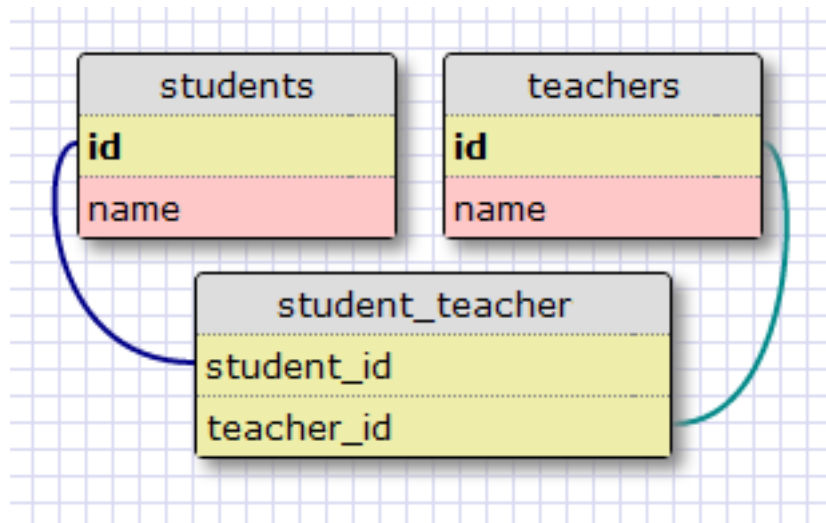 students
id
name
teachers
id
name
student_teacher
student_id
teacher_id